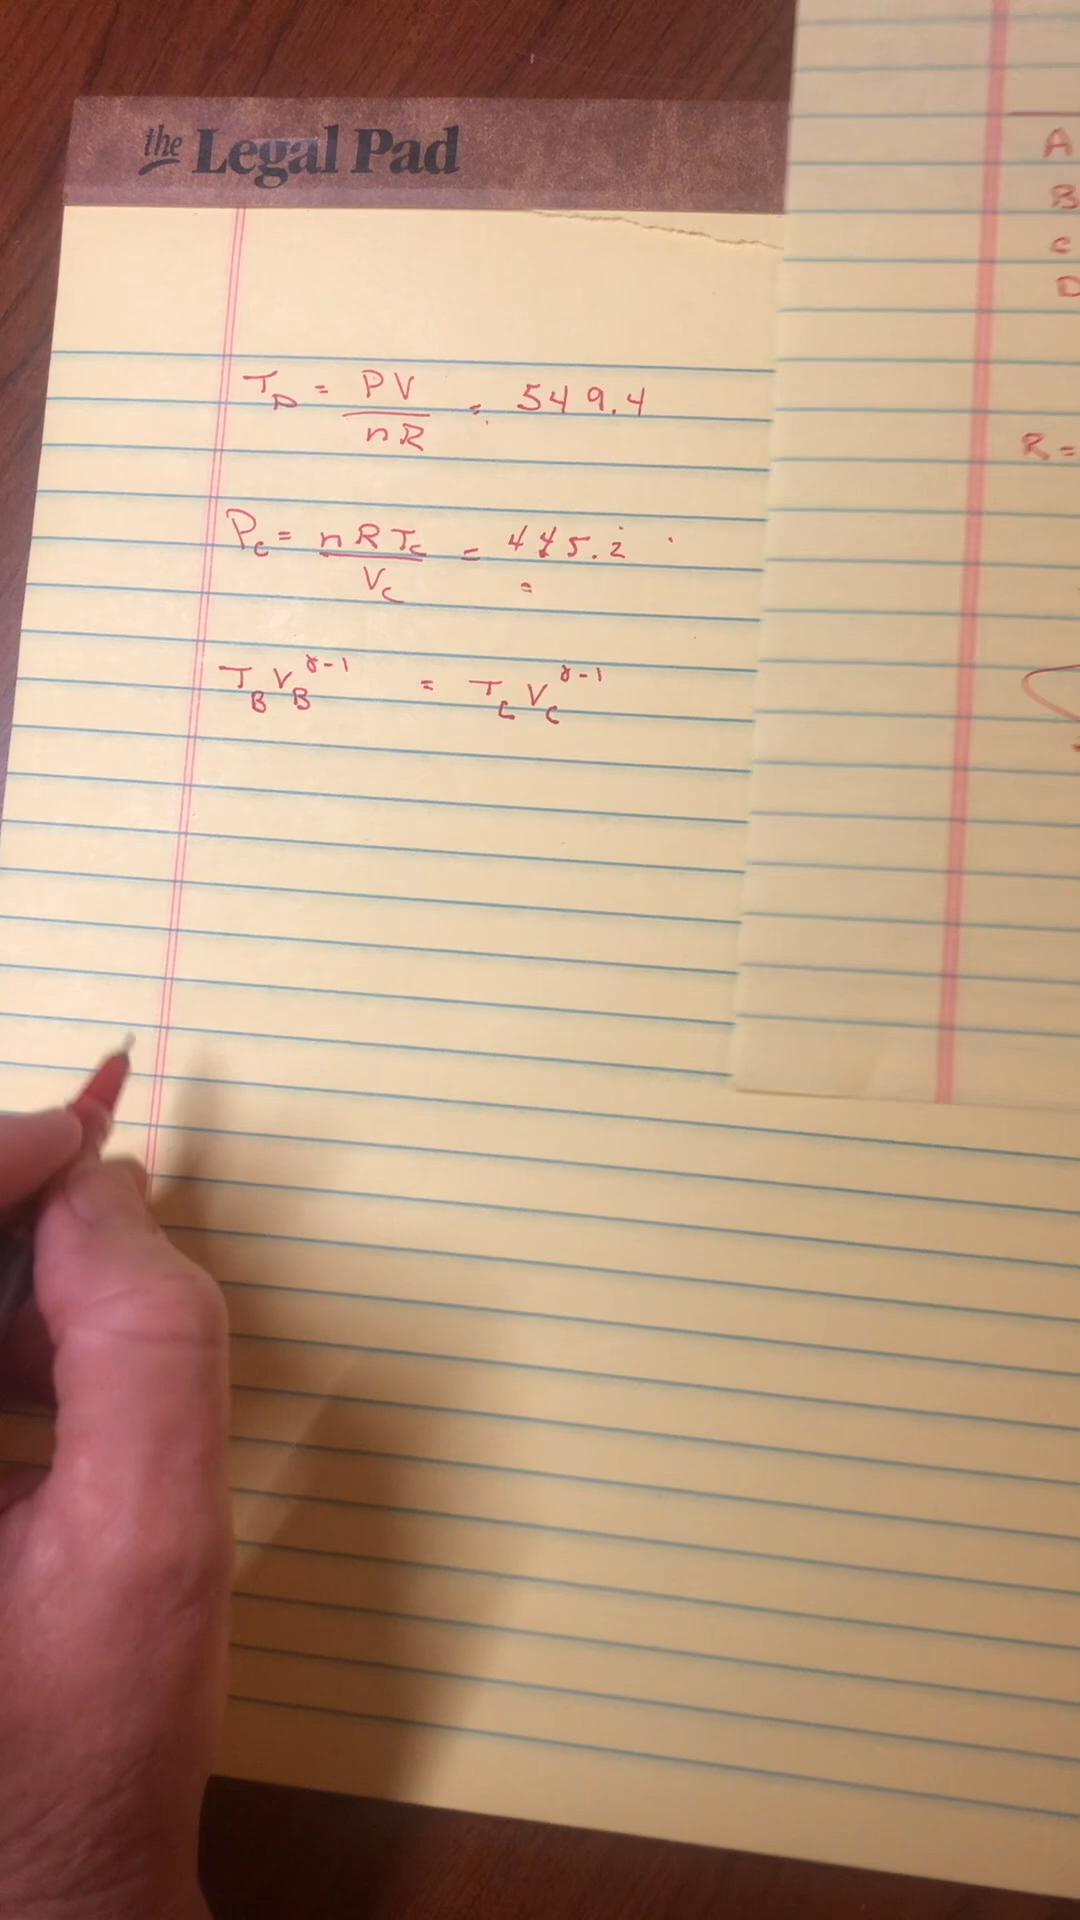 the Legal Pad
T_D = PV / nR = 549.4
P_C = nRT_C / V_C = 445.2
=
T_B V_B^γ-1 = T_C V_C^γ-1
A
B
C
D
R =